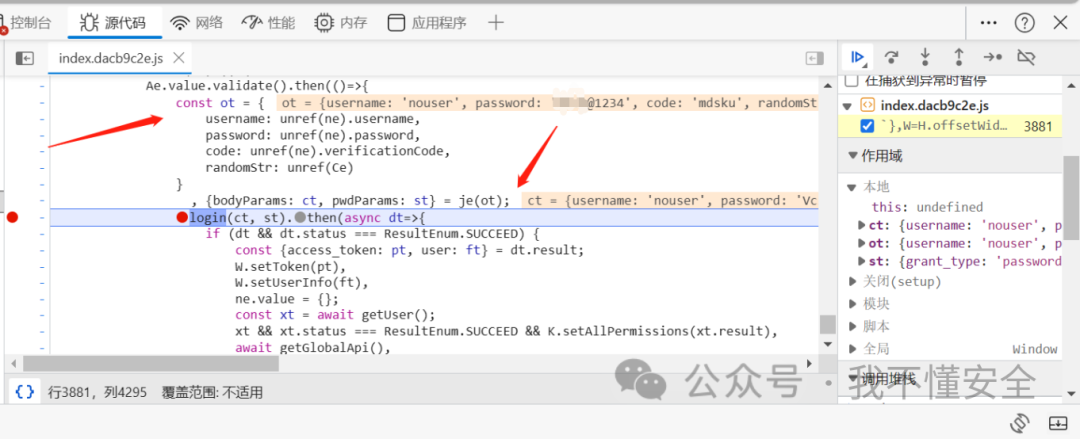 控制台
源代码
网络
性能
内存
应用程序
index.dacb9c2e.js
在捕获到异常时暂停
Ae.value.validate().then(()=>{
const ot = { ot = {username: 'nouser', password: '@1234', code: 'mdsku', randomSt
username: unref(ne).username,
password: unref(ne).password,
code: unref(ne).verificationCode,
randomStr: unref(Ce)
}
, {bodyParams: ct, pwdParams: st} = je(ot); ct = {username: 'nouser', password: 'Vc
login(ct, st).then(async dt=>{
if (dt && dt.status === ResultEnum.SUCCEED) {
const {access_token: pt, user: ft} = dt.result;
W.setToken(pt),
W.setUserInfo(ft),
ne.value = {};
const xt = await getUser();
xt && xt.status === ResultEnum.SUCCEED && K.setAllPermissions(xt.result),
await getGlobalApi(),
index.dacb9c2e.js
`},W=H.offsetWid… 3881
作用域
本地
this: undefined
ct: {username: 'nouser', p
ot: {username: 'nouser', p
st: {grant_type: 'password
关闭(setup)
模块
脚本
全局 Window
调用堆栈
{ } 行3881，列4295 覆盖范围: 不适用
公众号 · 我不懂安全